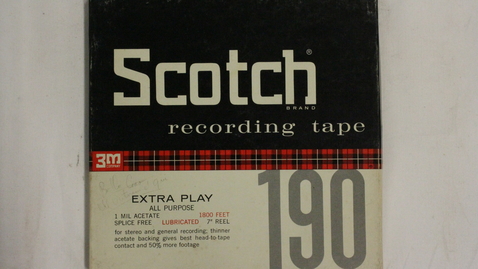 Scotch®
BRAND
recording tape
3M
EXTRA PLAY
ALL PURPOSE
190
1 MIL ACETATE 1800 FEET
SPLICE FREE LUBRICATED 7" REEL
for stereo and general recording; thinner
acetate backing gives best head-to-tape
contact and 50% more footage